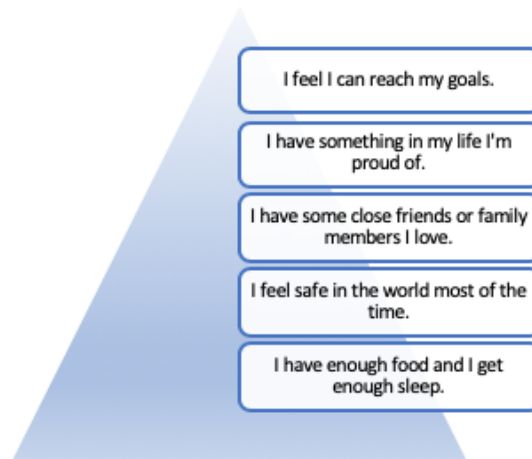 I feel I can reach my goals.
I have something in my life I'm
proud of.
I have some close friends or family
members I love.
I feel safe in the world most of the
time.
I have enough food and I get
enough sleep.